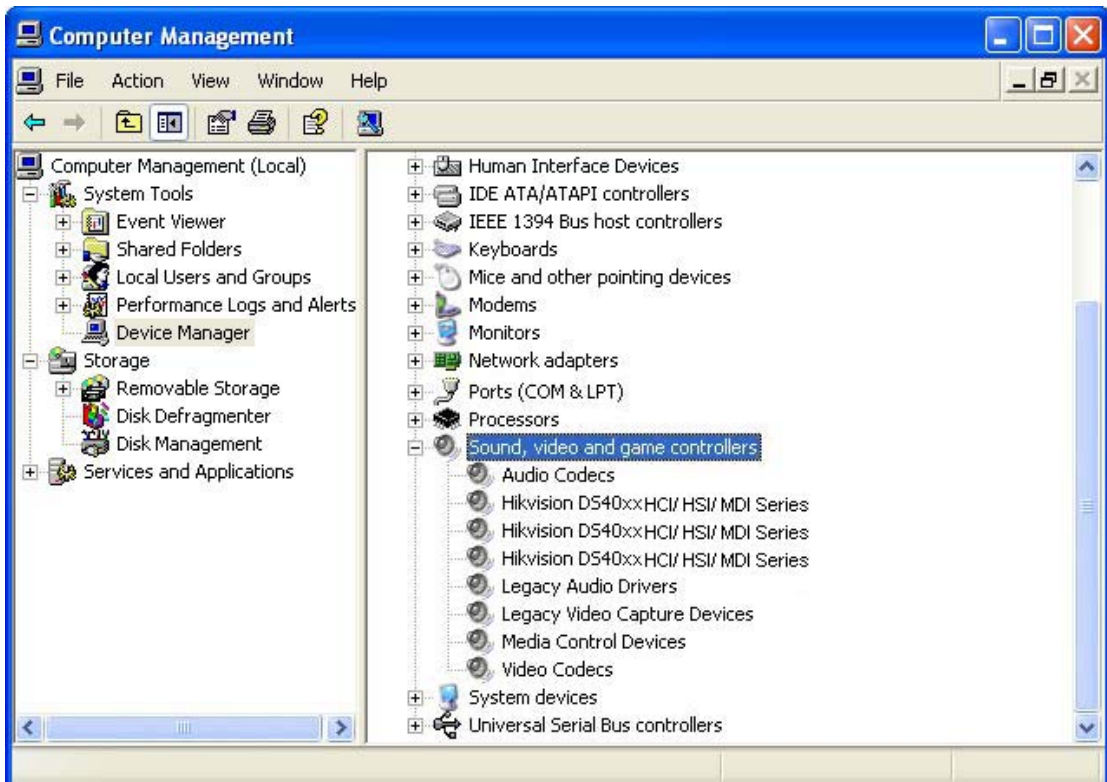 Computer Management
File Action View Window Help
Computer Management (Local)
System Tools
Event Viewer
Shared Folders
Local Users and Groups
Performance Logs and Alerts
Device Manager
Storage
Removable Storage
Disk Defragmenter
Disk Management
Services and Applications
Human Interface Devices
IDE ATA/ATAPI controllers
IEEE 1394 Bus host controllers
Keyboards
Mice and other pointing devices
Modems
Monitors
Network adapters
Ports (COM & LPT)
Processors
Sound, video and game controllers
Audio Codecs
Hikvision DS40xxHCI/ HSI/ MDI Series
Hikvision DS40xxHCI/ HSI/ MDI Series
Hikvision DS40xxHCI/ HSI/ MDI Series
Legacy Audio Drivers
Legacy Video Capture Devices
Media Control Devices
Video Codecs
System devices
Universal Serial Bus controllers